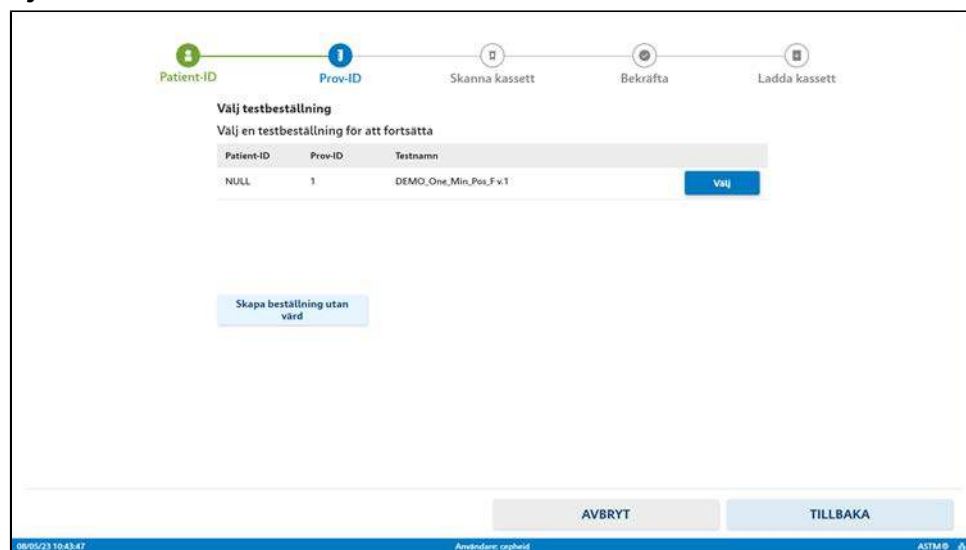 Patient-ID Prov-ID Skanna kassett Bekräfta Ladda kassett
Välj testbeställning
Välj en testbeställning för att fortsätta
Patient-ID Prov-ID Testnamn
NULL 1 DEMO_One_Min_Pos_F v.1 Välj
Skapa beställning utan
värd
AVBRYT TILLBAKA
08/05/23 10:43:47 Användare: cepheid ASTM